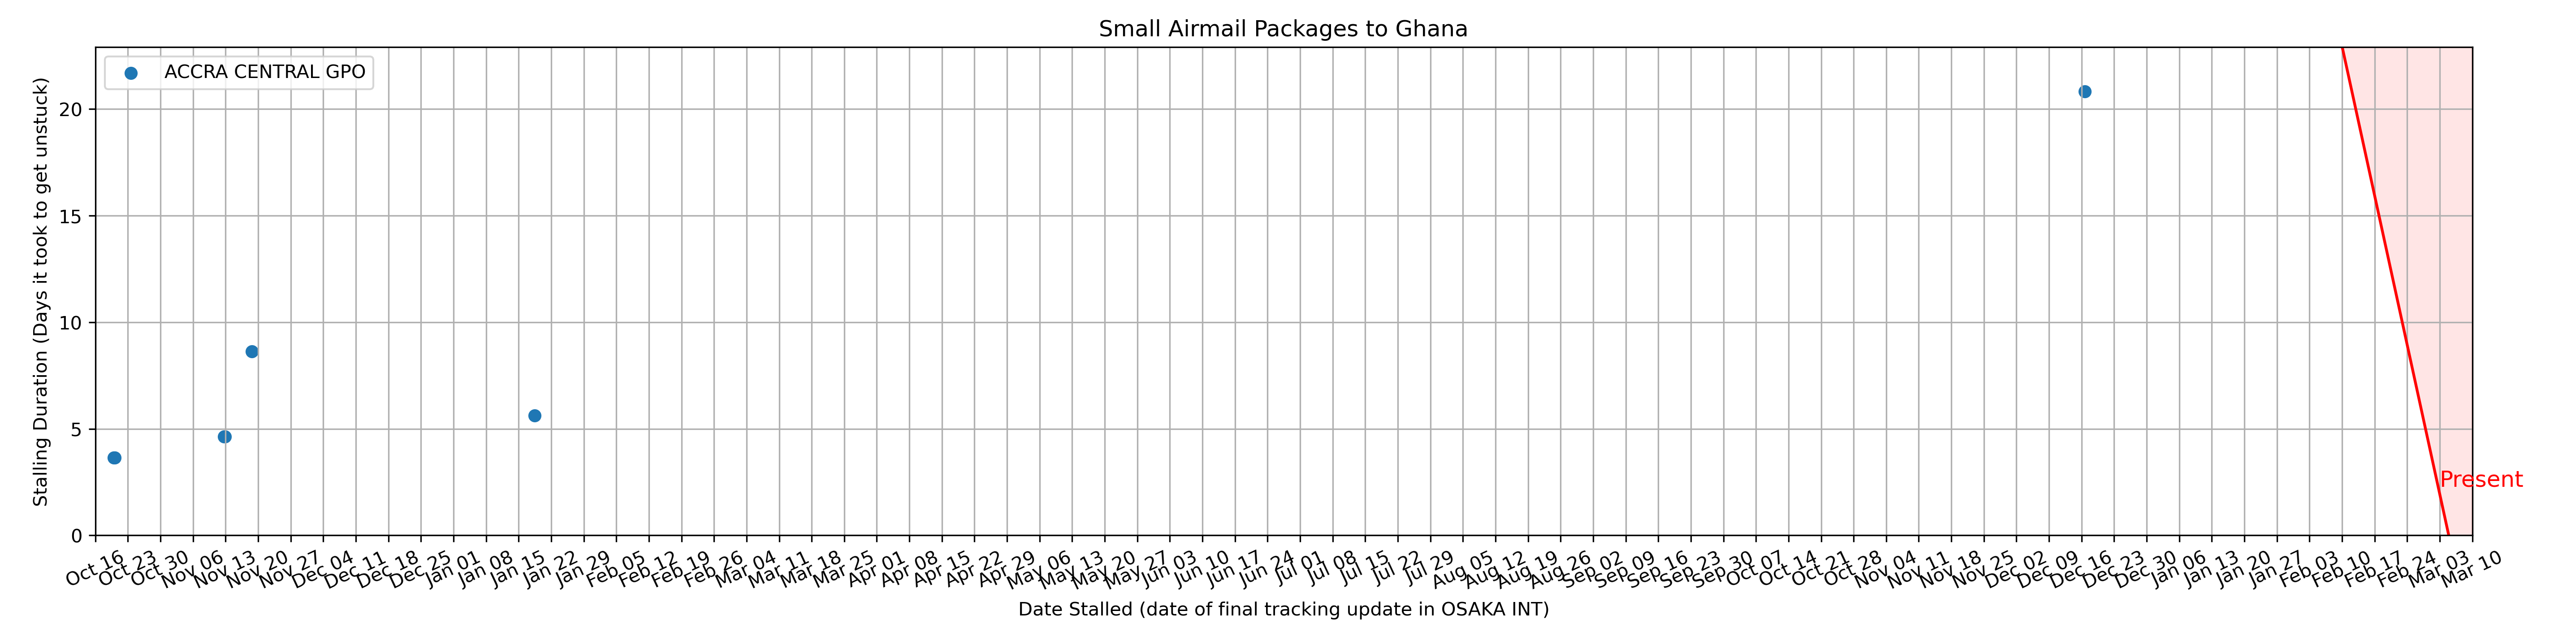 Small Airmail Packages to Ghana
ACCRA CENTRAL GPO
Stalling Duration (Days it took to get unstuck)
20
15
10
5
0
Present
Oct 16
Oct 23
Oct 30
Nov 06
Nov 13
Nov 20
Nov 27
Dec 04
Dec 11
Dec 18
Dec 25
Jan 01
Jan 08
Jan 15
Jan 22
Jan 29
Feb 05
Feb 12
Feb 19
Feb 26
Mar 04
Mar 11
Mar 18
Mar 25
Apr 01
Apr 08
Apr 15
Apr 22
Apr 29
May 06
May 13
May 20
May 27
Jun 03
Jun 10
Jun 17
Jun 24
Jul 01
Jul 08
Jul 15
Jul 22
Jul 29
Aug 05
Aug 12
Aug 19
Aug 26
Sep 02
Sep 09
Sep 16
Sep 23
Sep 30
Oct 07
Oct 14
Oct 21
Oct 28
Nov 04
Nov 11
Nov 18
Nov 25
Dec 02
Dec 09
Dec 16
Dec 23
Dec 30
Jan 06
Jan 13
Jan 20
Jan 27
Feb 03
Feb 10
Feb 17
Feb 24
Mar 03
Mar 10
Date Stalled (date of final tracking update in OSAKA INT)